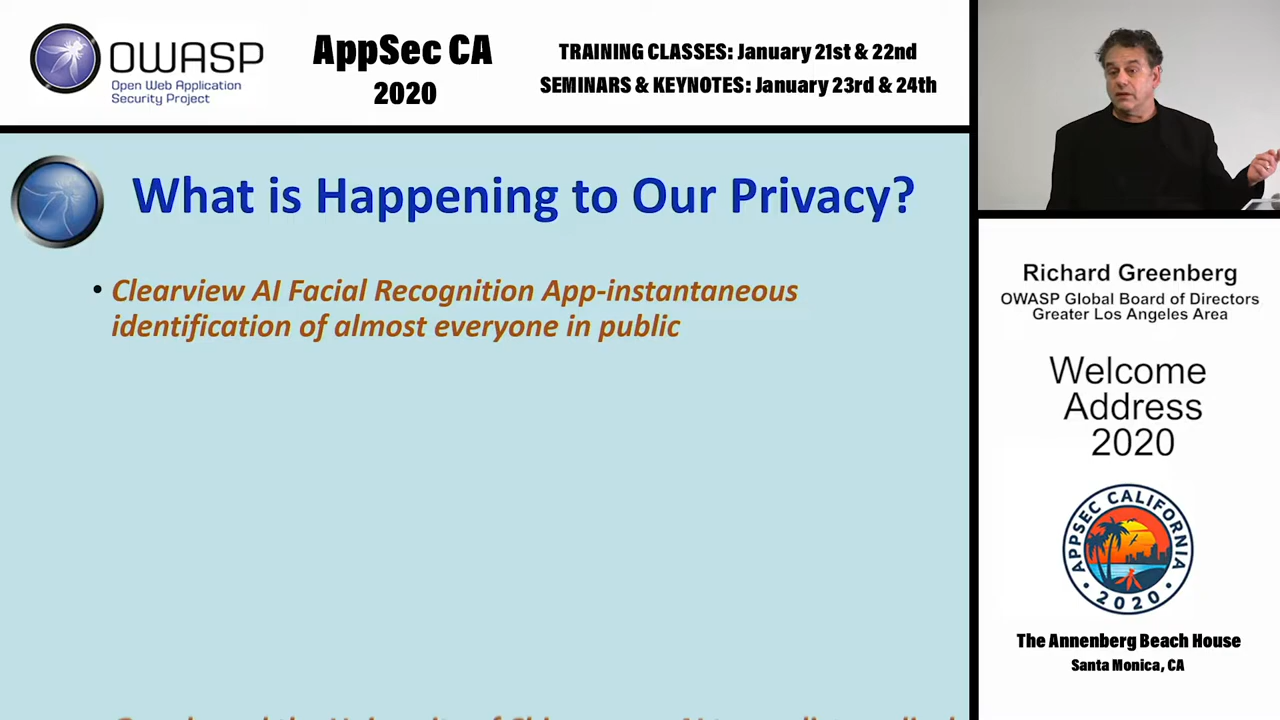 OWASP
Open Web Application
Security Project
AppSec CA
2020
TRAINING CLASSES: January 21st & 22nd
SEMINARS & KEYNOTES: January 23rd & 24th
What is Happening to Our Privacy?
• Clearview AI Facial Recognition App-instantaneous
identification of almost everyone in public
Richard Greenberg
OWASP Global Board of Directors
Greater Los Angeles Area
Welcome
Address
2020
APPSEC CALIFORNIA
• 2020 •
The Annenberg Beach House
Santa Monica, CA